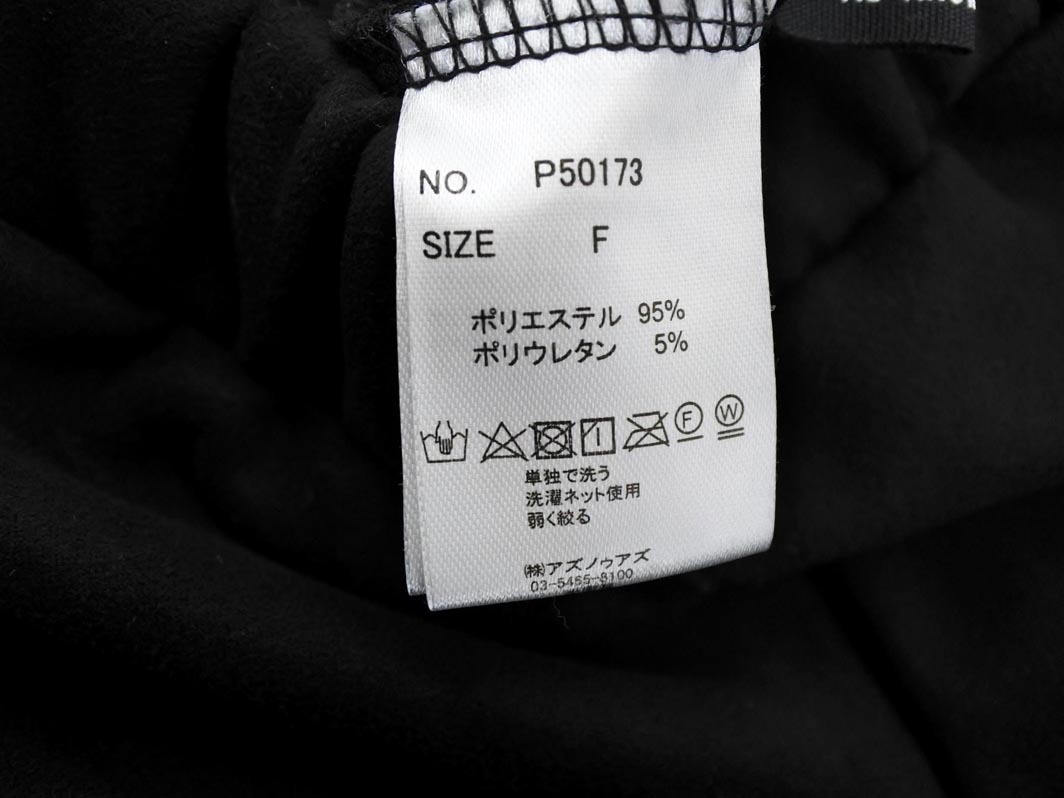 NO. P50173
SIZE F
ポリエステル 95%
ポリウレタン 5%
F W
単独で洗う
洗濯ネット使用
弱く絞る
㈱アズノゥアズ
03-5465-8100